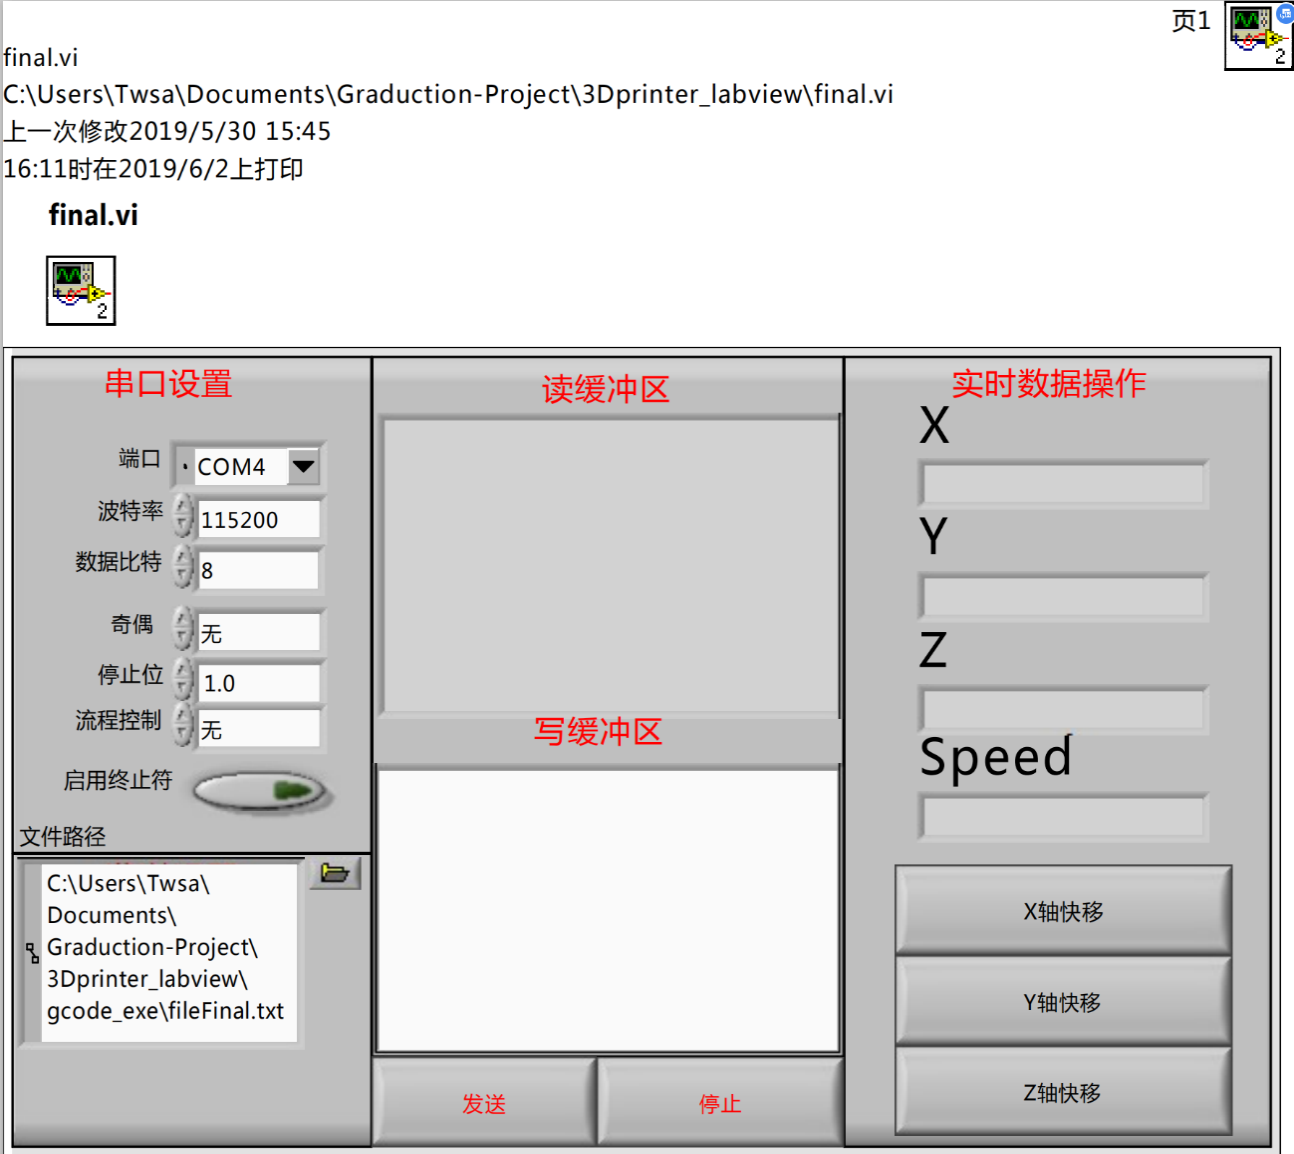 页1
2
final.vi
C:\Users\Twsa\Documents\Graduction-Project\3Dprinter_labview\final.vi
上一次修改2019/5/30 15:45
16:11时在2019/6/2上打印
final.vi
2
串口设置
端口 COM4
波特率 115200
数据比特 8
奇偶 无
停止位 1.0
流程控制 无
启用终止符
文件路径
C:\Users\Twsa\
Documents\
Graduction-Project\
3Dprinter_labview\
gcode_exe\fileFinal.txt
读缓冲区
写缓冲区
发送
停止
实时数据操作
X
Y
Z
Speed
X轴快移
Y轴快移
Z轴快移